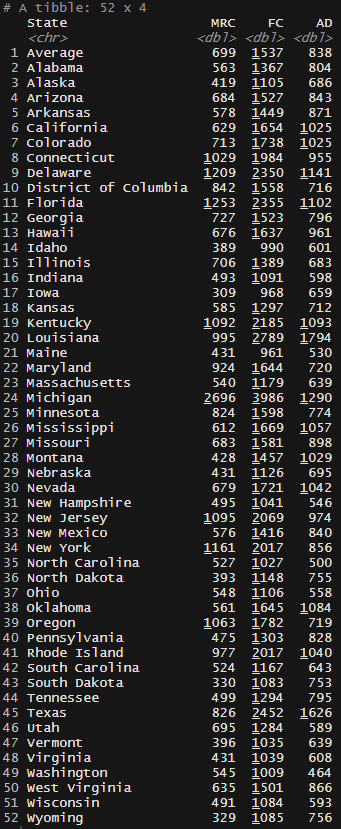 # A tibble: 52 x 4
State MRC FC AD
<chr> <dbl> <dbl> <dbl>
1 Average 699 1537 838
2 Alabama 563 1367 804
3 Alaska 419 1105 686
4 Arizona 684 1527 843
5 Arkansas 578 1449 871
6 California 629 1654 1025
7 Colorado 713 1738 1025
8 Connecticut 1029 1984 955
9 Delaware 1209 2350 1141
10 District of Columbia 842 1558 716
11 Florida 1253 2355 1102
12 Georgia 727 1523 796
13 Hawaii 676 1637 961
14 Idaho 389 990 601
15 Illinois 706 1389 683
16 Indiana 493 1091 598
17 Iowa 309 968 659
18 Kansas 585 1297 712
19 Kentucky 1092 2185 1093
20 Louisiana 995 2789 1794
21 Maine 431 961 530
22 Maryland 924 1644 720
23 Massachusetts 540 1179 639
24 Michigan 2696 3986 1290
25 Minnesota 824 1598 774
26 Mississippi 612 1669 1057
27 Missouri 683 1581 898
28 Montana 428 1457 1029
29 Nebraska 431 1126 695
30 Nevada 679 1721 1042
31 New Hampshire 495 1041 546
32 New Jersey 1095 2069 974
33 New Mexico 576 1416 840
34 New York 1161 2017 856
35 North Carolina 527 1027 500
36 North Dakota 393 1148 755
37 Ohio 548 1106 558
38 Oklahoma 561 1645 1084
39 Oregon 1063 1782 719
40 Pennsylvania 475 1303 828
41 Rhode Island 977 2017 1040
42 South Carolina 524 1167 643
43 South Dakota 330 1083 753
44 Tennessee 499 1294 795
45 Texas 826 2452 1626
46 Utah 695 1284 589
47 Vermont 396 1035 639
48 Virginia 431 1039 608
49 Washington 545 1009 464
50 West Virginia 635 1501 866
51 Wisconsin 491 1084 593
52 Wyoming 329 1085 756